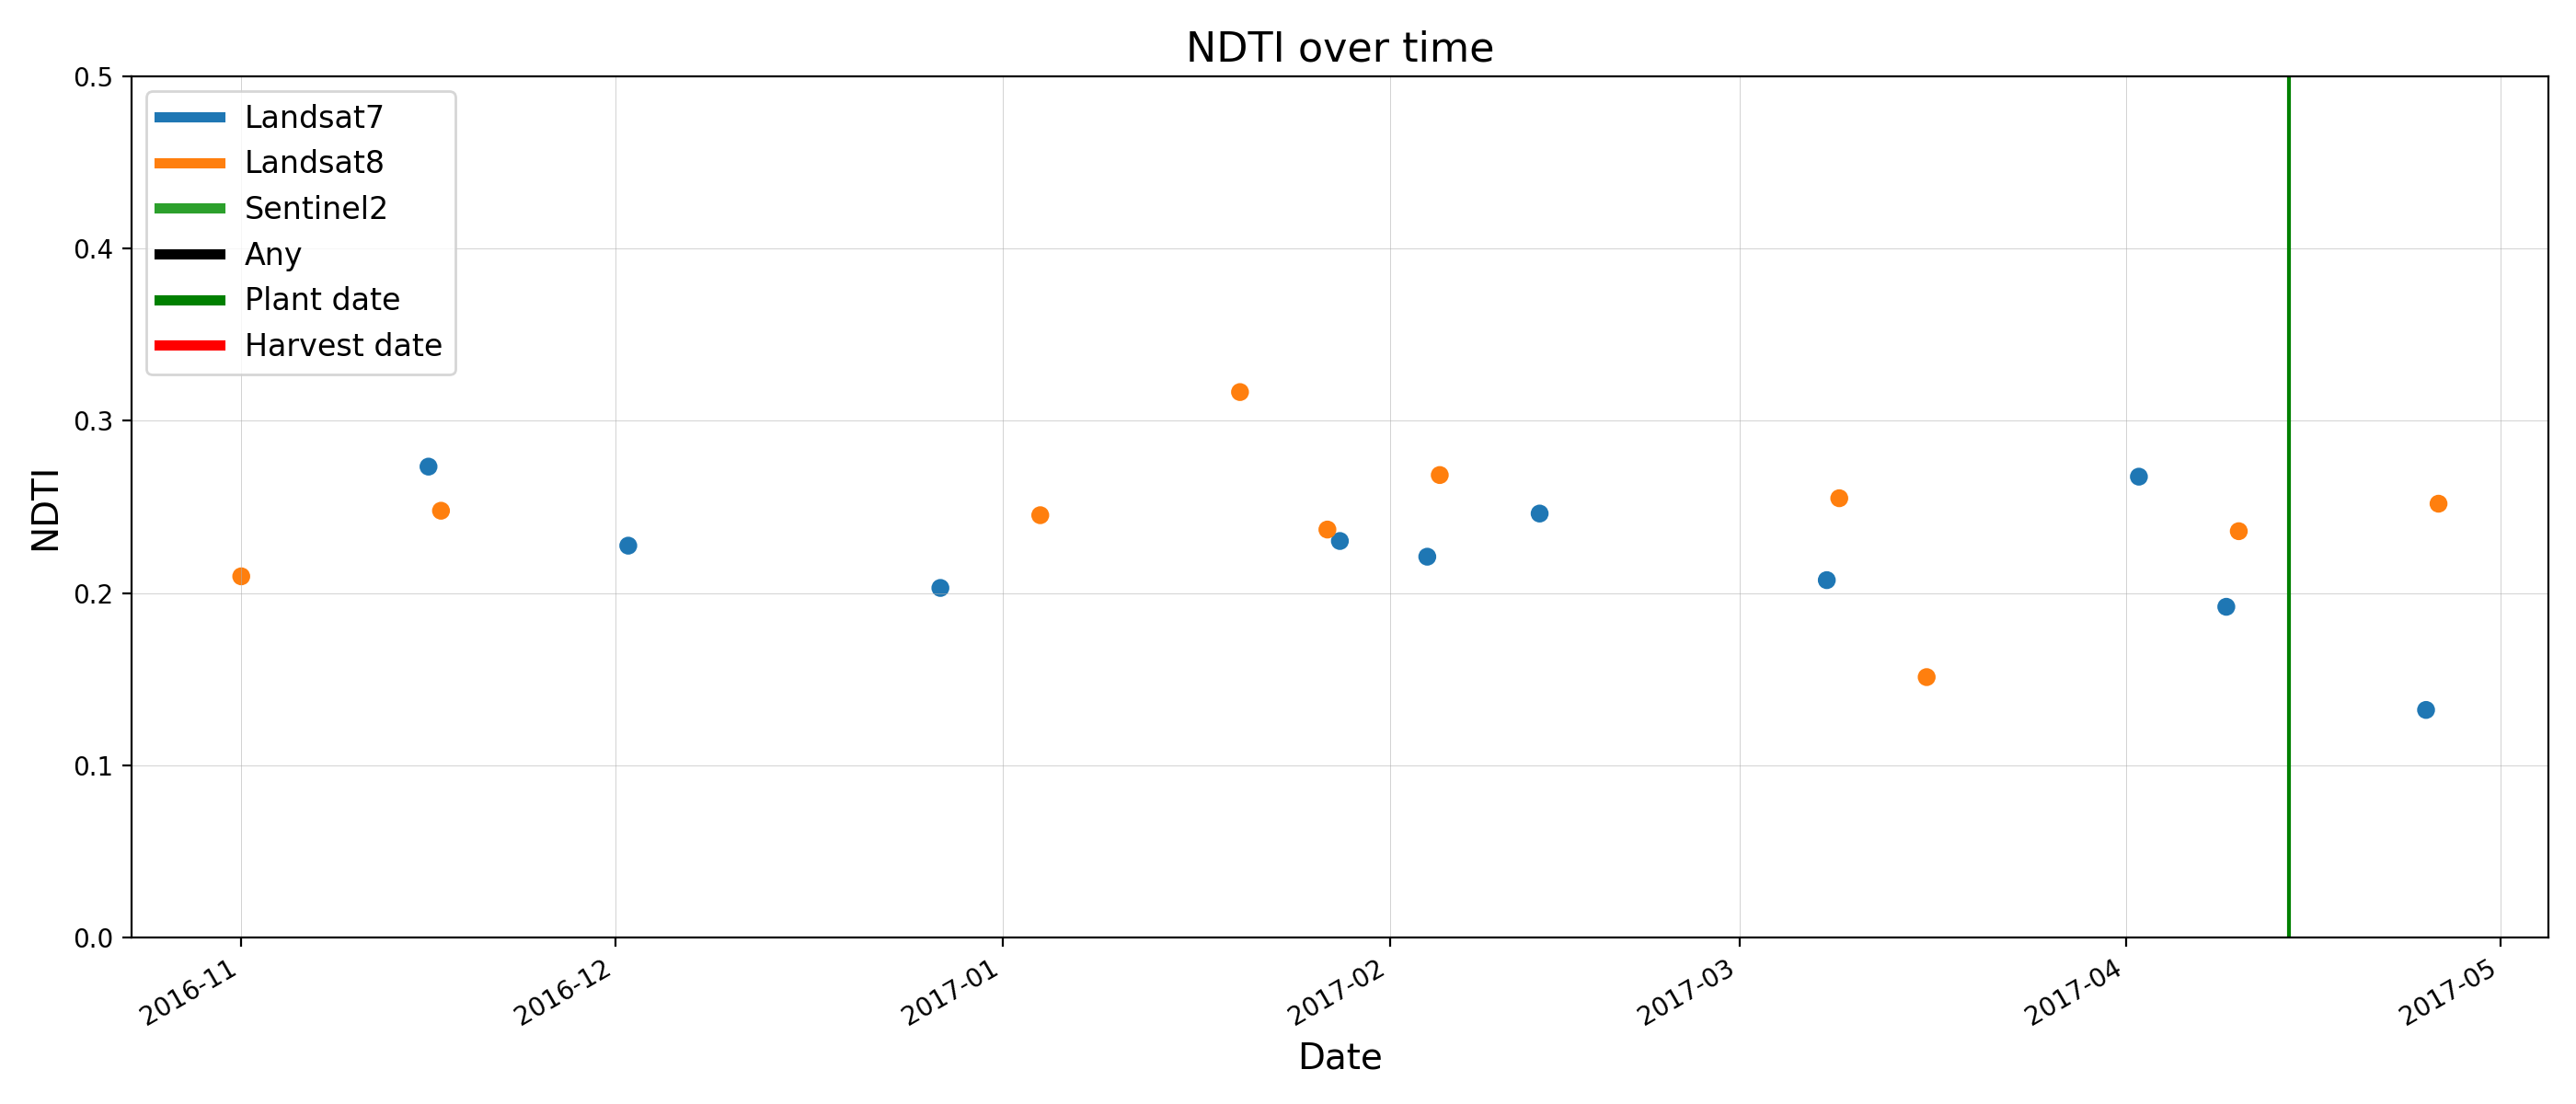 NDTI over time
0.5
0.4
0.3
0.2
0.1
0.0
NDTI
Landsat7
Landsat8
Sentinel2
Any
Plant date
Harvest date
2016-11
2016-12
2017-01
2017-02
2017-03
2017-04
2017-05
Date